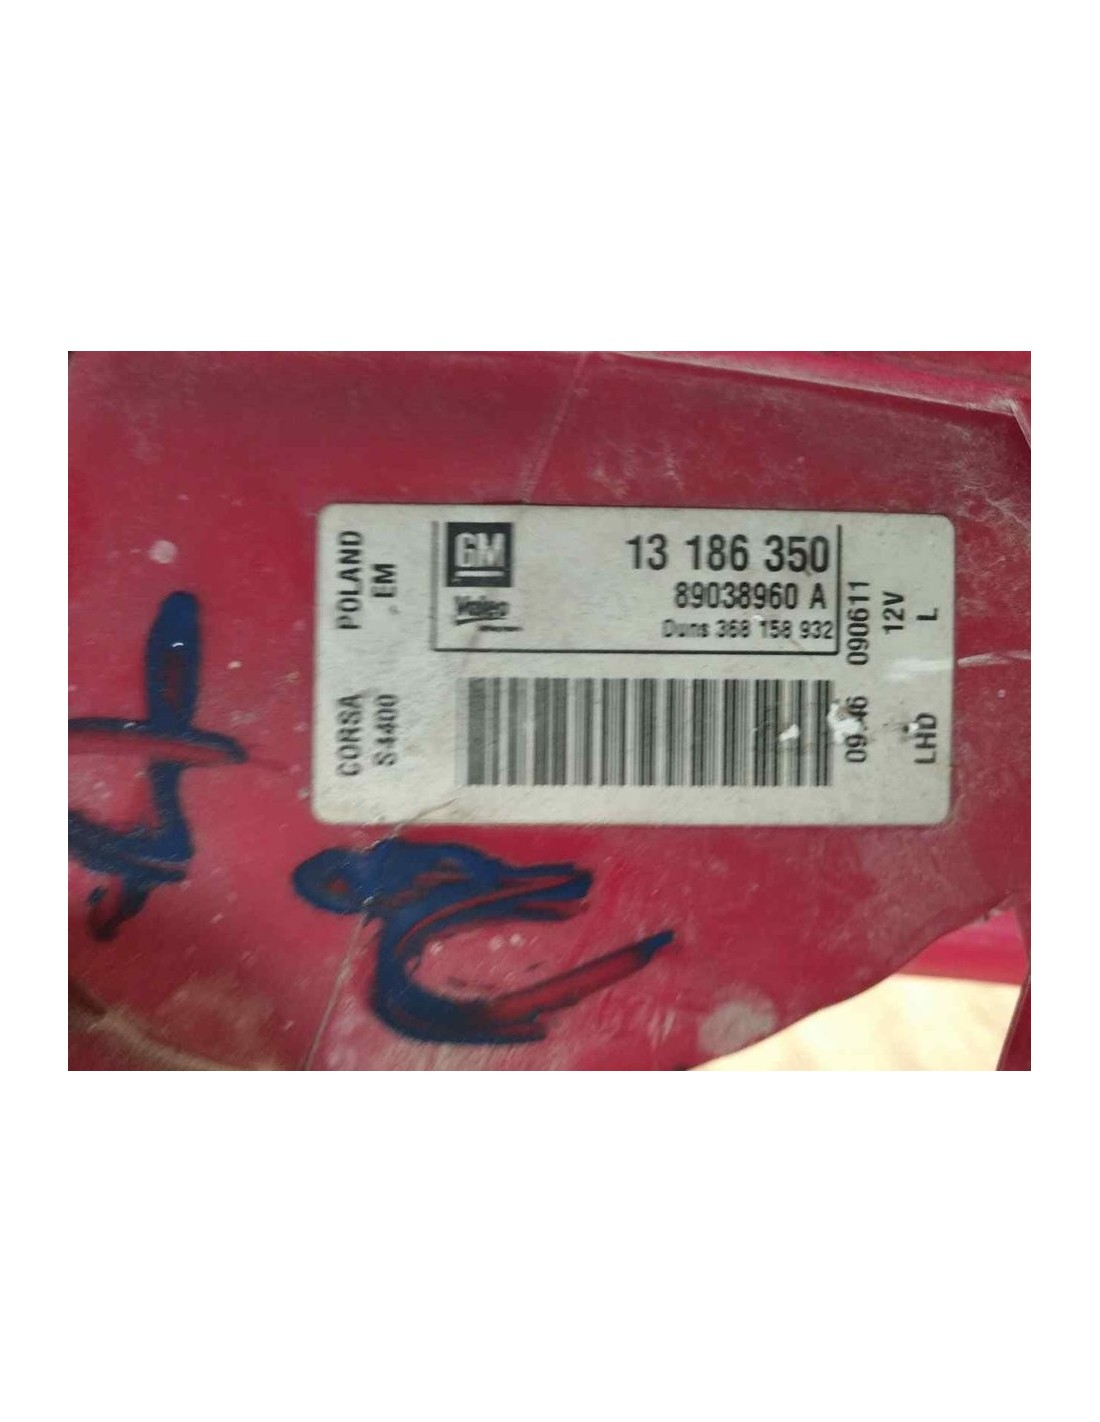 POLAND
EM
CORSA
S4400
GM
Valeo
13 186 350
89038960 A
Duns 368 158 932
090611
12V
L
LHD